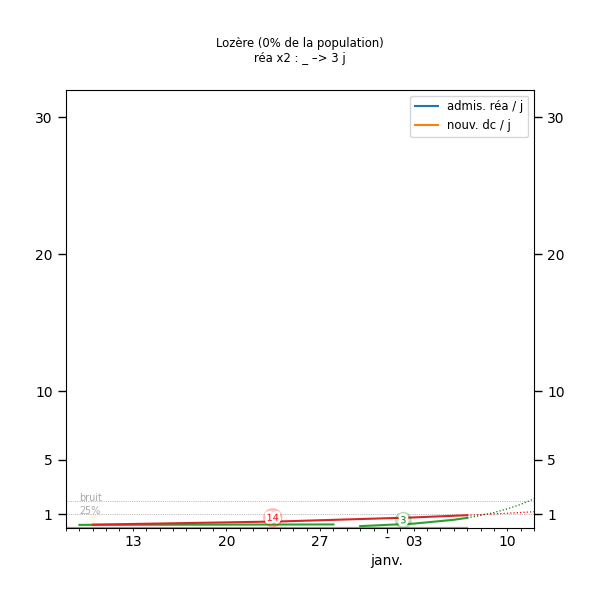 Lozère (0% de la population)
réa x2 : _ –> 3 j
admis. réa / j
nouv. dc / j
30 30
20 20
10 10
5 5
1 1
bruit
25%
14
3
13 20 27 - 03 10
janv.